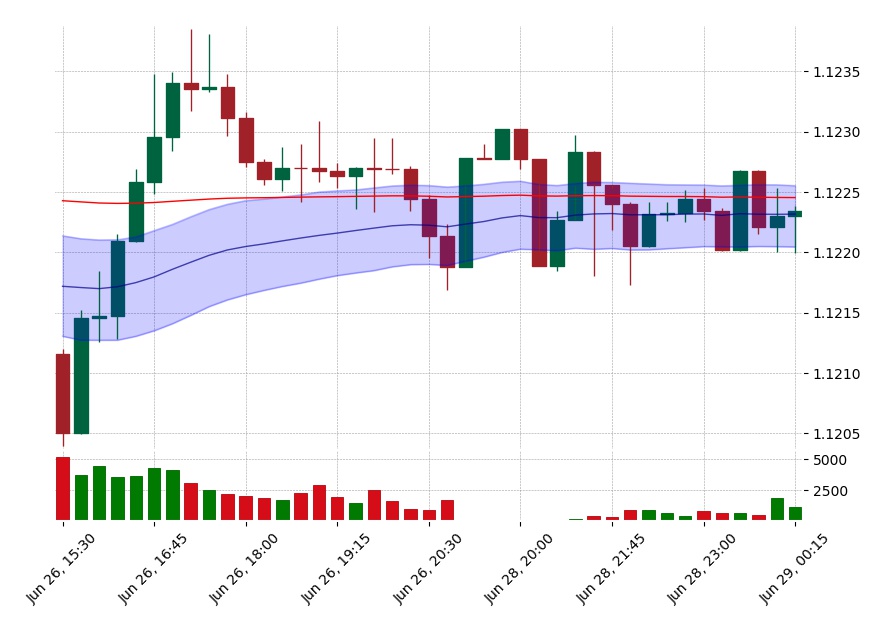 1.1235
1.1230
1.1225
1.1220
1.1215
1.1210
1.1205
5000
2500
Jun 26, 15:30
Jun 26, 16:45
Jun 26, 18:00
Jun 26, 19:15
Jun 26, 20:30
Jun 28, 20:00
Jun 28, 21:45
Jun 28, 23:00
Jun 29, 00:15